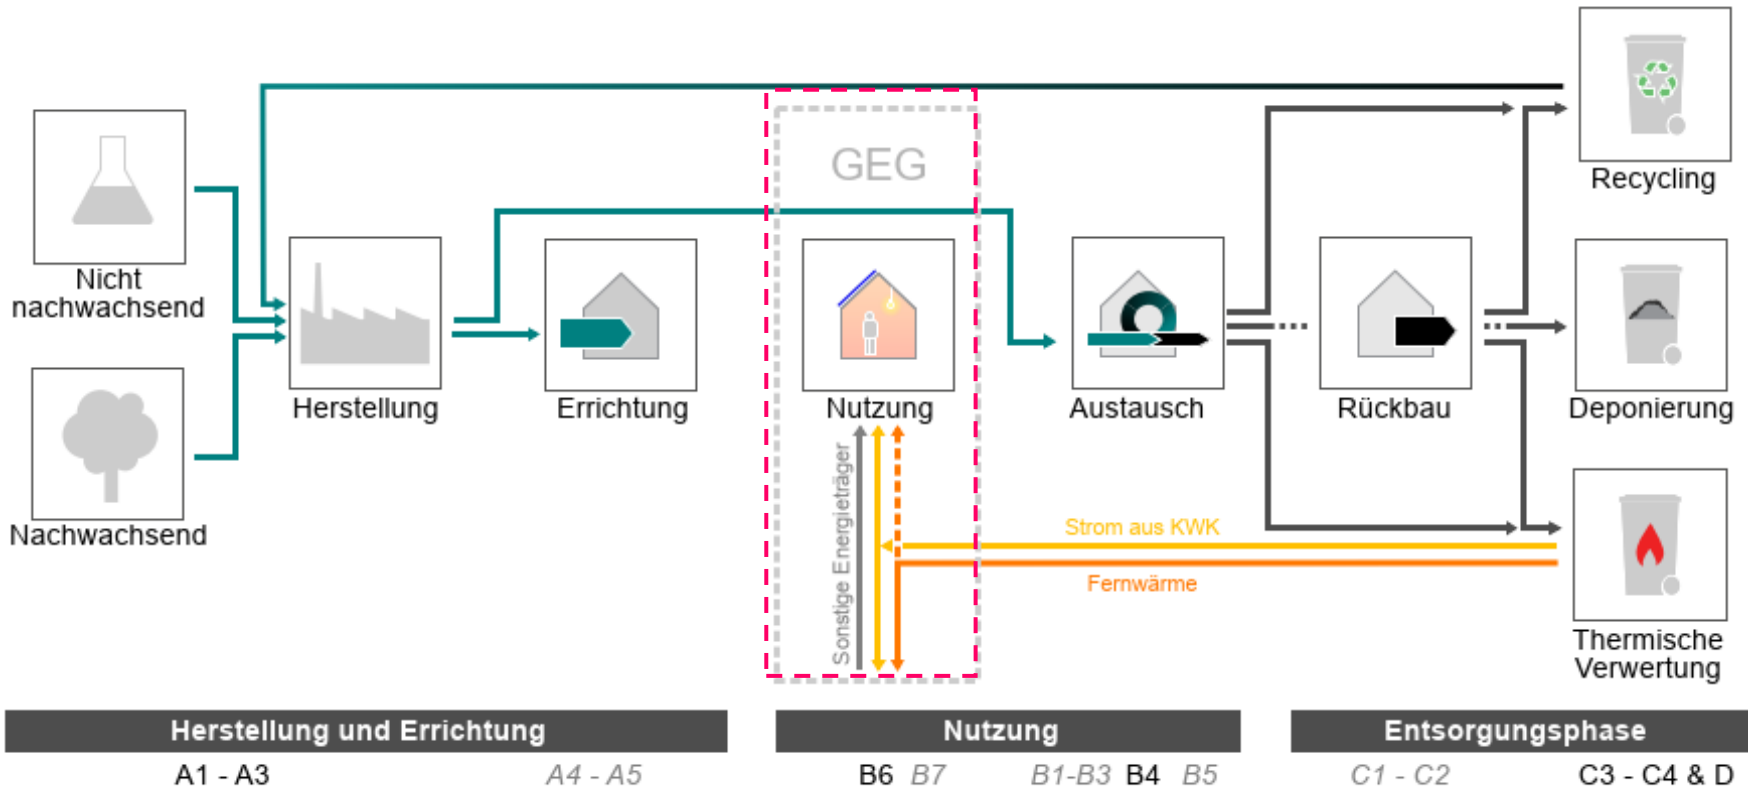 Recycling
GEG
Nicht
nachwachsend
Herstellung
Errichtung
Nutzung
Austausch
Rückbau
Deponierung
Nachwachsend
Sonstige Energieträger
Strom aus KWK
Fernwärme
Thermische
Verwertung
Herstellung und Errichtung
Nutzung
Entsorgungsphase
A1 - A3
A4 - A5
B6 B7
B1-B3 B4 B5
C1 - C2
C3 - C4 & D